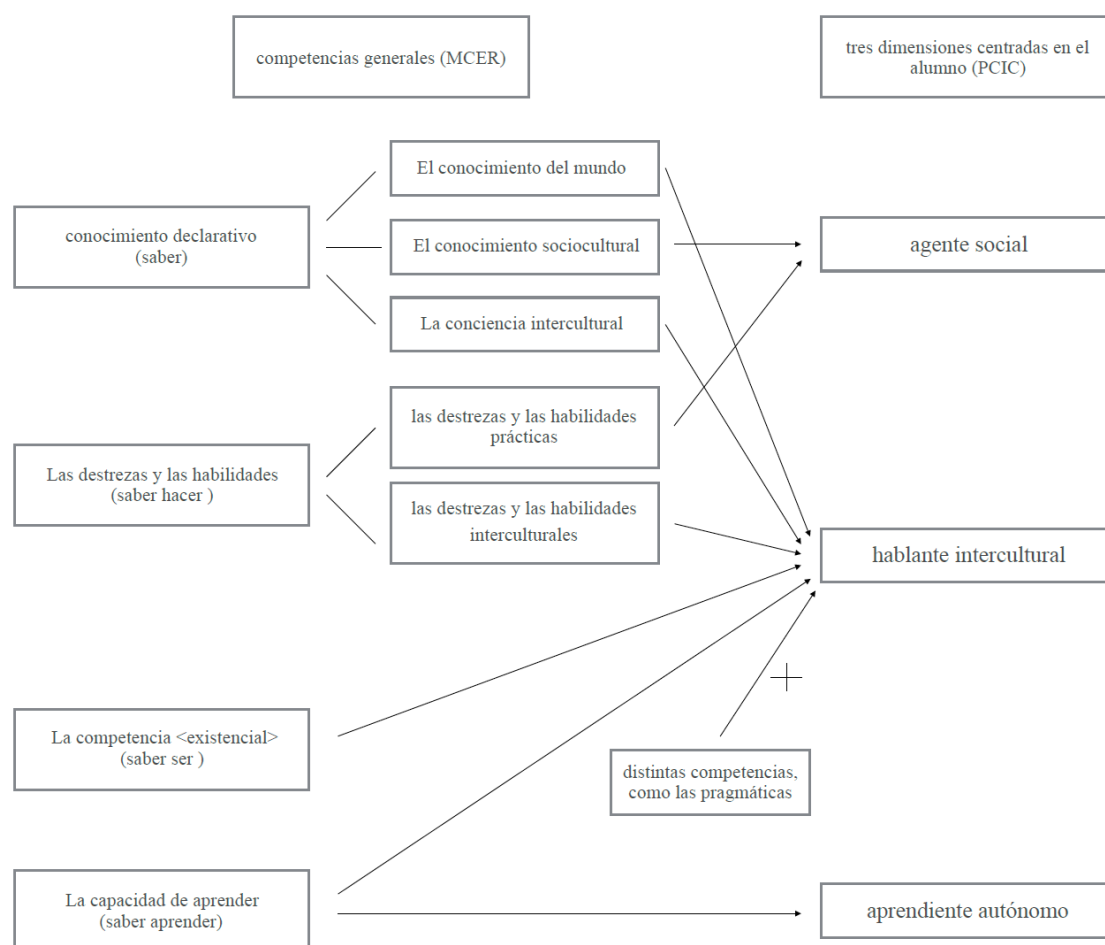 competencias generales (MCER)
tres dimensiones centradas en el
alumno (PCIC)
El conocimiento del mundo
conocimiento declarativo
(saber)
El conocimiento sociocultural
agente social
La conciencia intercultural
las destrezas y las habilidades
prácticas
Las destrezas y las habilidades
(saber hacer )
las destrezas y las habilidades
interculturales
hablante intercultural
La competencia <existencial>
(saber ser )
distintas competencias,
como las pragmáticas
La capacidad de aprender
(saber aprender)
aprendiente autónomo